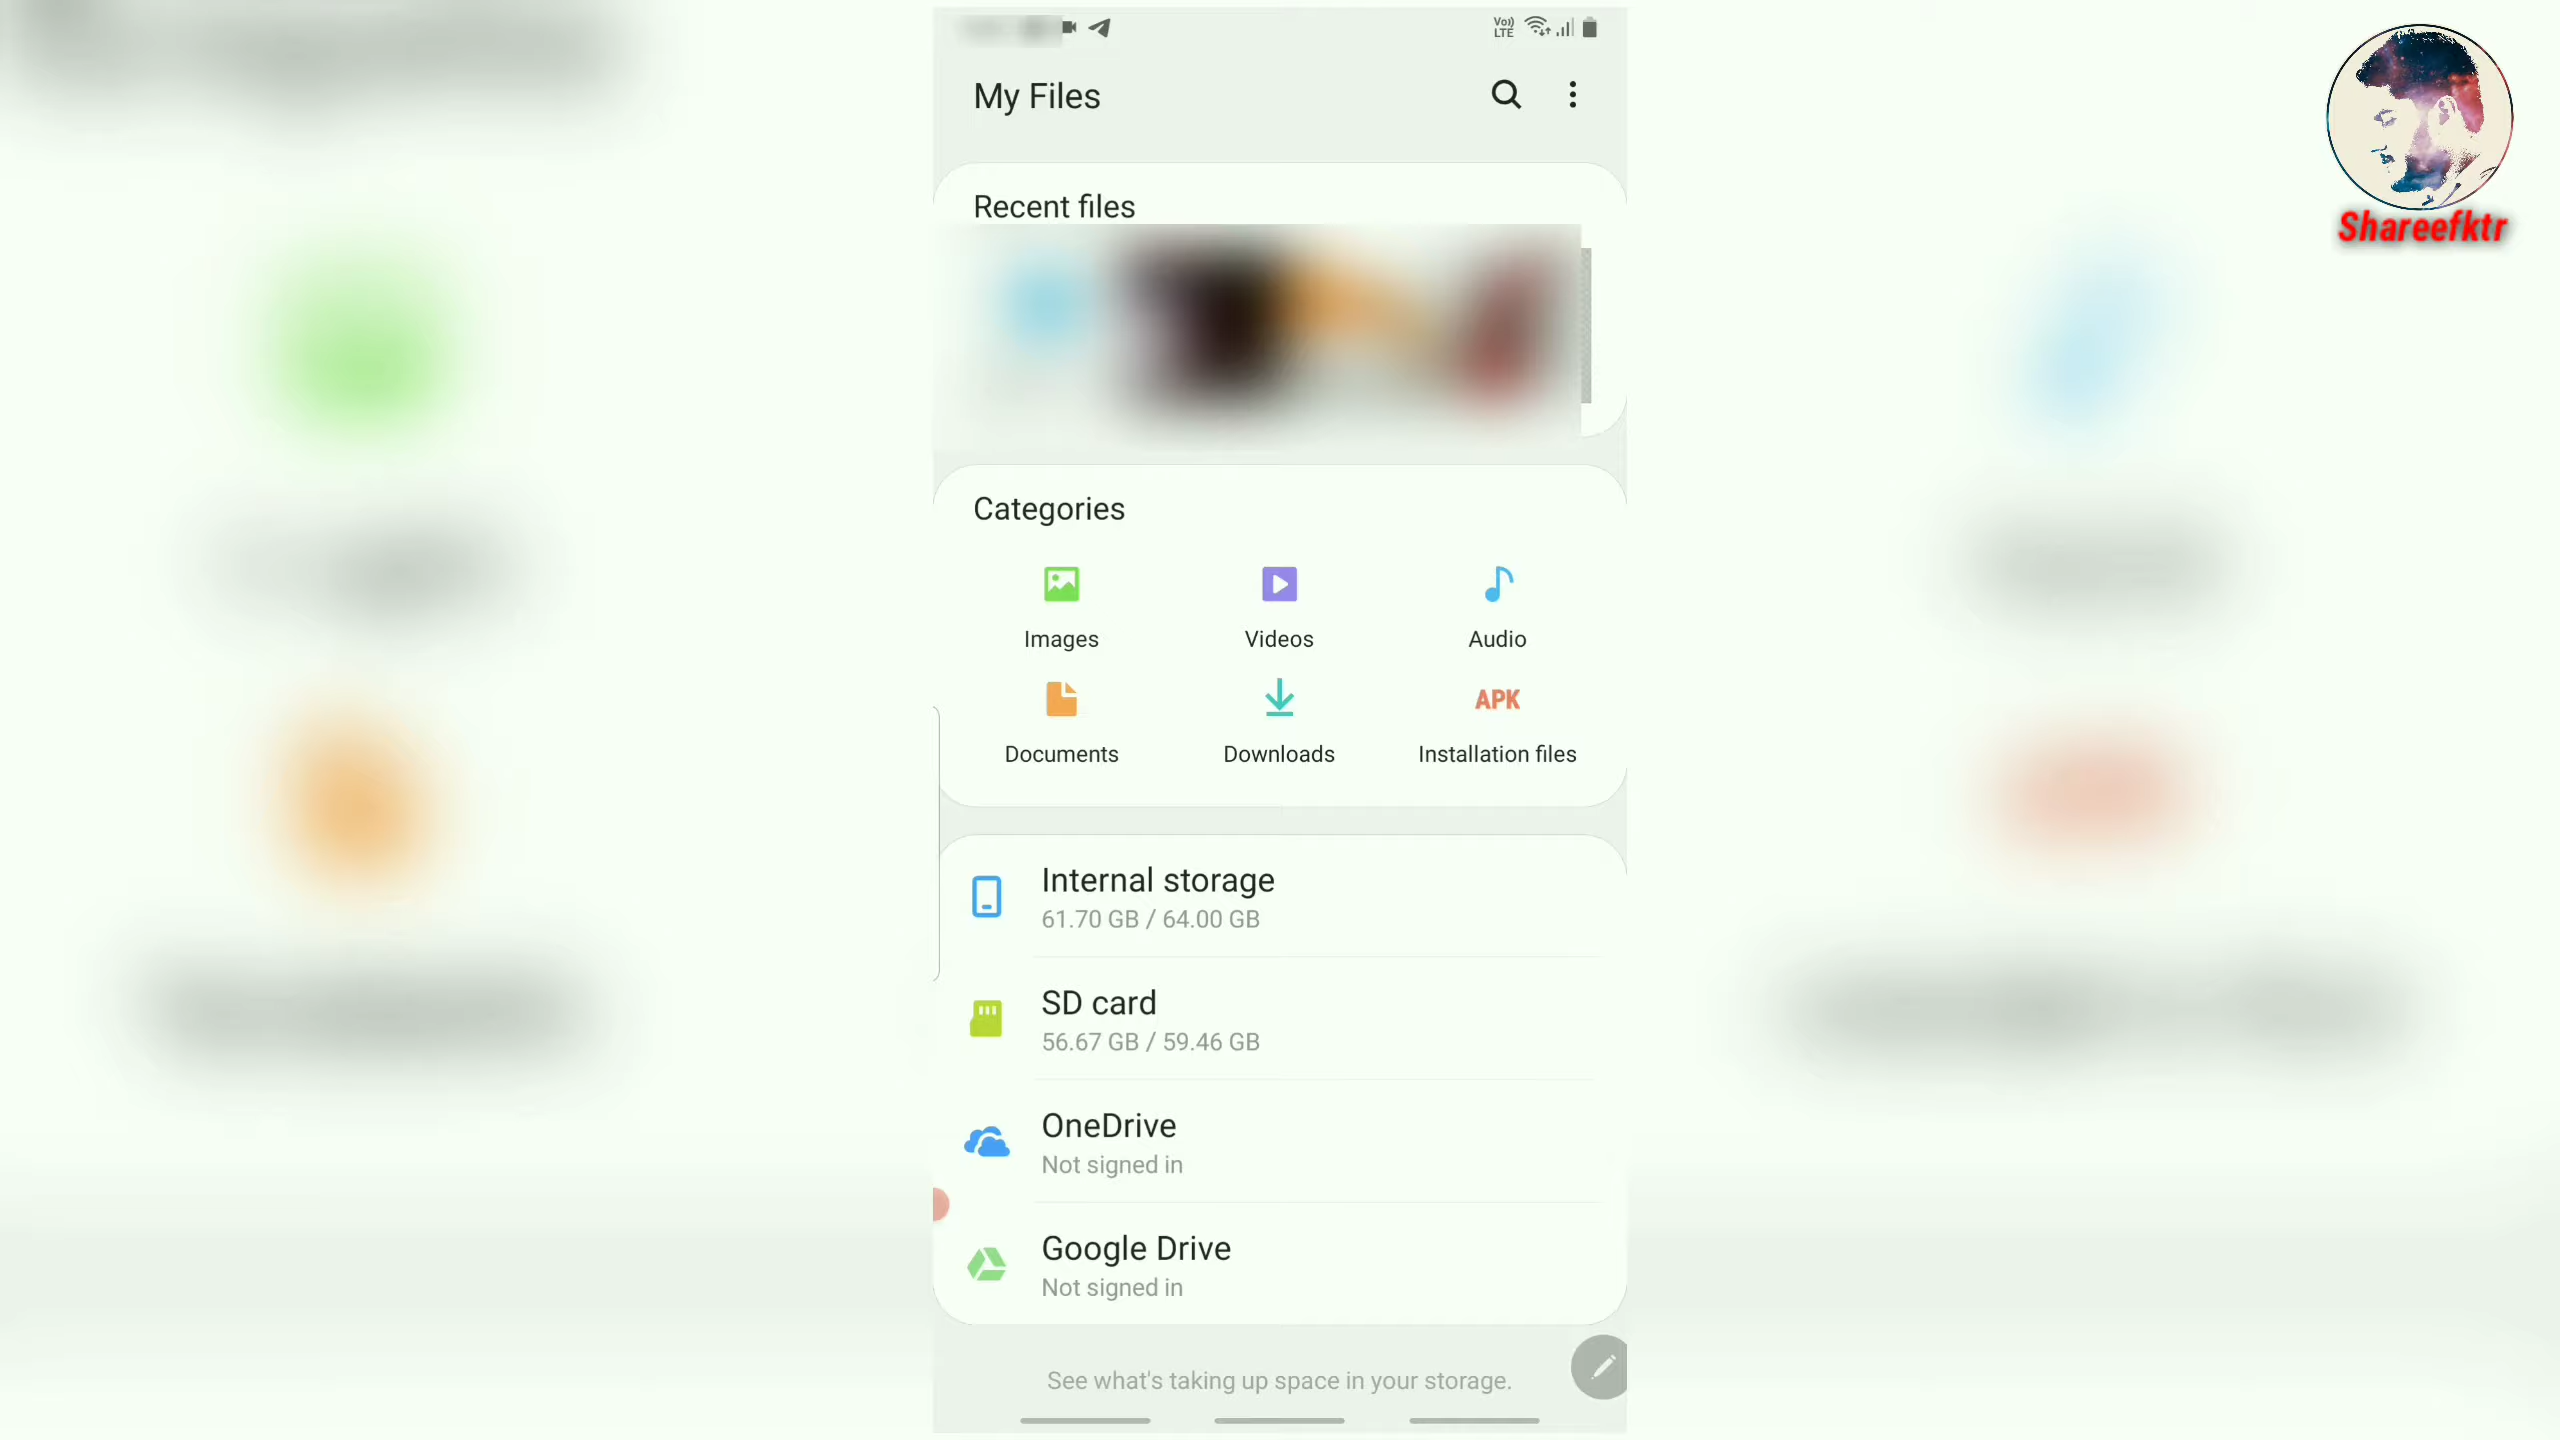 Vo)) LTE
My Files
Shareefktr
Recent files
Categories
Images
Videos
Audio
APK
Documents
Downloads
Installation files
Internal storage
61.70 GB / 64.00 GB
SD card
56.67 GB / 59.46 GB
OneDrive
Not signed in
Google Drive
Not signed in
See what's taking up space in your storage.